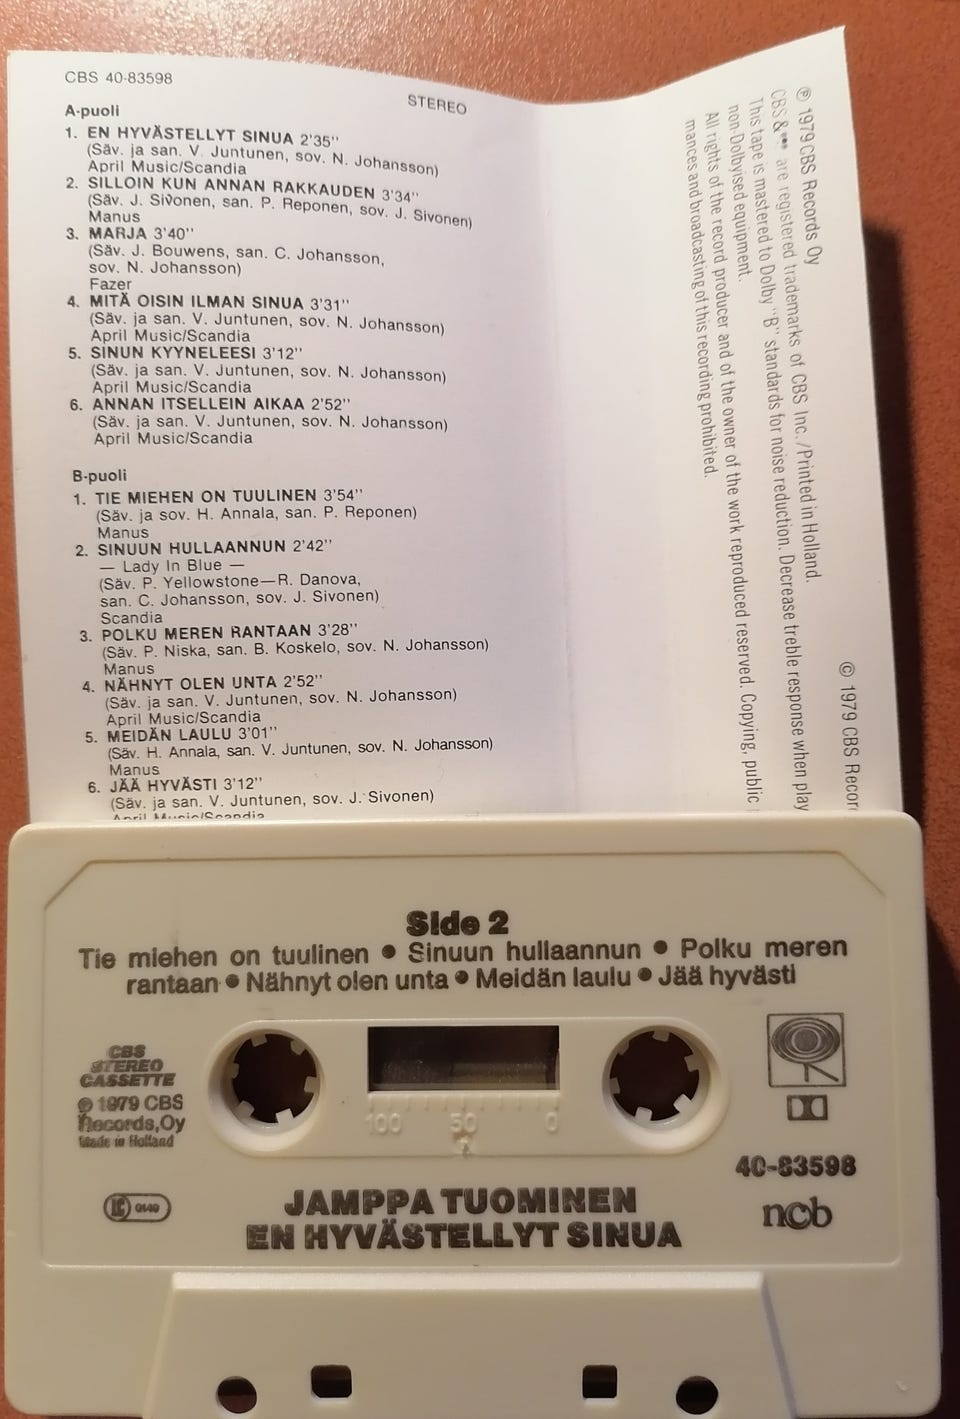 CBS 40-83598
STEREO
A-puoli
1. EN HYVÄSTELLYT SINUA 2'35''
(Säv. ja san. V. Juntunen, sov. N. Johansson)
April Music/Scandia
2. SILLOIN KUN ANNAN RAKKAUDEN 3'34''
(Säv. J. Sivonen, san. P. Reponen, sov. J. Sivonen)
Manus
3. MARJA 3'40''
(Säv. J. Bouwens, san. C. Johansson,
sov. N. Johansson)
Fazer
4. MITÄ OISIN ILMAN SINUA 3'31''
(Säv. ja san. V. Juntunen, sov. N. Johansson)
April Music/Scandia
5. SINUN KYYNELEESI 3'12''
(Säv. ja san. V. Juntunen, sov. N. Johansson)
April Music/Scandia
6. ANNAN ITSELLEIN AIKAA 2'52''
(Säv. ja san. V. Juntunen, sov. N. Johansson)
April Music/Scandia
B-puoli
1. TIE MIEHEN ON TUULINEN 3'54''
(Säv. ja sov. H. Annala, san. P. Reponen)
Manus
2. SINUUN HULLAANNUN 2'42''
— Lady In Blue —
(Säv. P. Yellowstone—R. Danova,
san. C. Johansson, sov. J. Sivonen)
Scandia
3. POLKU MEREN RANTAAN 3'28''
(Säv. P. Niska, san. B. Koskelo, sov. N. Johansson)
Manus
4. NÄHNYT OLEN UNTA 2'52''
(Säv. ja san. V. Juntunen, sov. N. Johansson)
April Music/Scandia
5. MEIDÄN LAULU 3'01''
(Säv. H. Annala, san. V. Juntunen, sov. N. Johansson)
Manus
6. JÄÄ HYVÄSTI 3'12''
(Säv. ja san. V. Juntunen, sov. J. Sivonen)
April Music/Scandia
℗ 1979 CBS Records Oy
CBS & are registered trademarks of CBS Inc./Printed in Holland.
This tape is mastered to Dolby "B" standards for noise reduction. Decrease treble response when play
non-Dolbyised equipment.
All rights of the record producer and of the owner of the work reproduced reserved. Copying, public
mances and broadcasting of this recording prohibited.
© 1979 CBS Recor
Side 2
Tie miehen on tuulinen • Sinuun hullaannun • Polku meren
rantaan • Nähnyt olen unta • Meidän laulu • Jää hyvästi
CBS
STEREO
CASSETTE
℗ 1979 CBS
Records,Oy
Made in Holland
100 50 0
40-83598
JAMPPA TUOMINEN
EN HYVÄSTELLYT SINUA
ncb